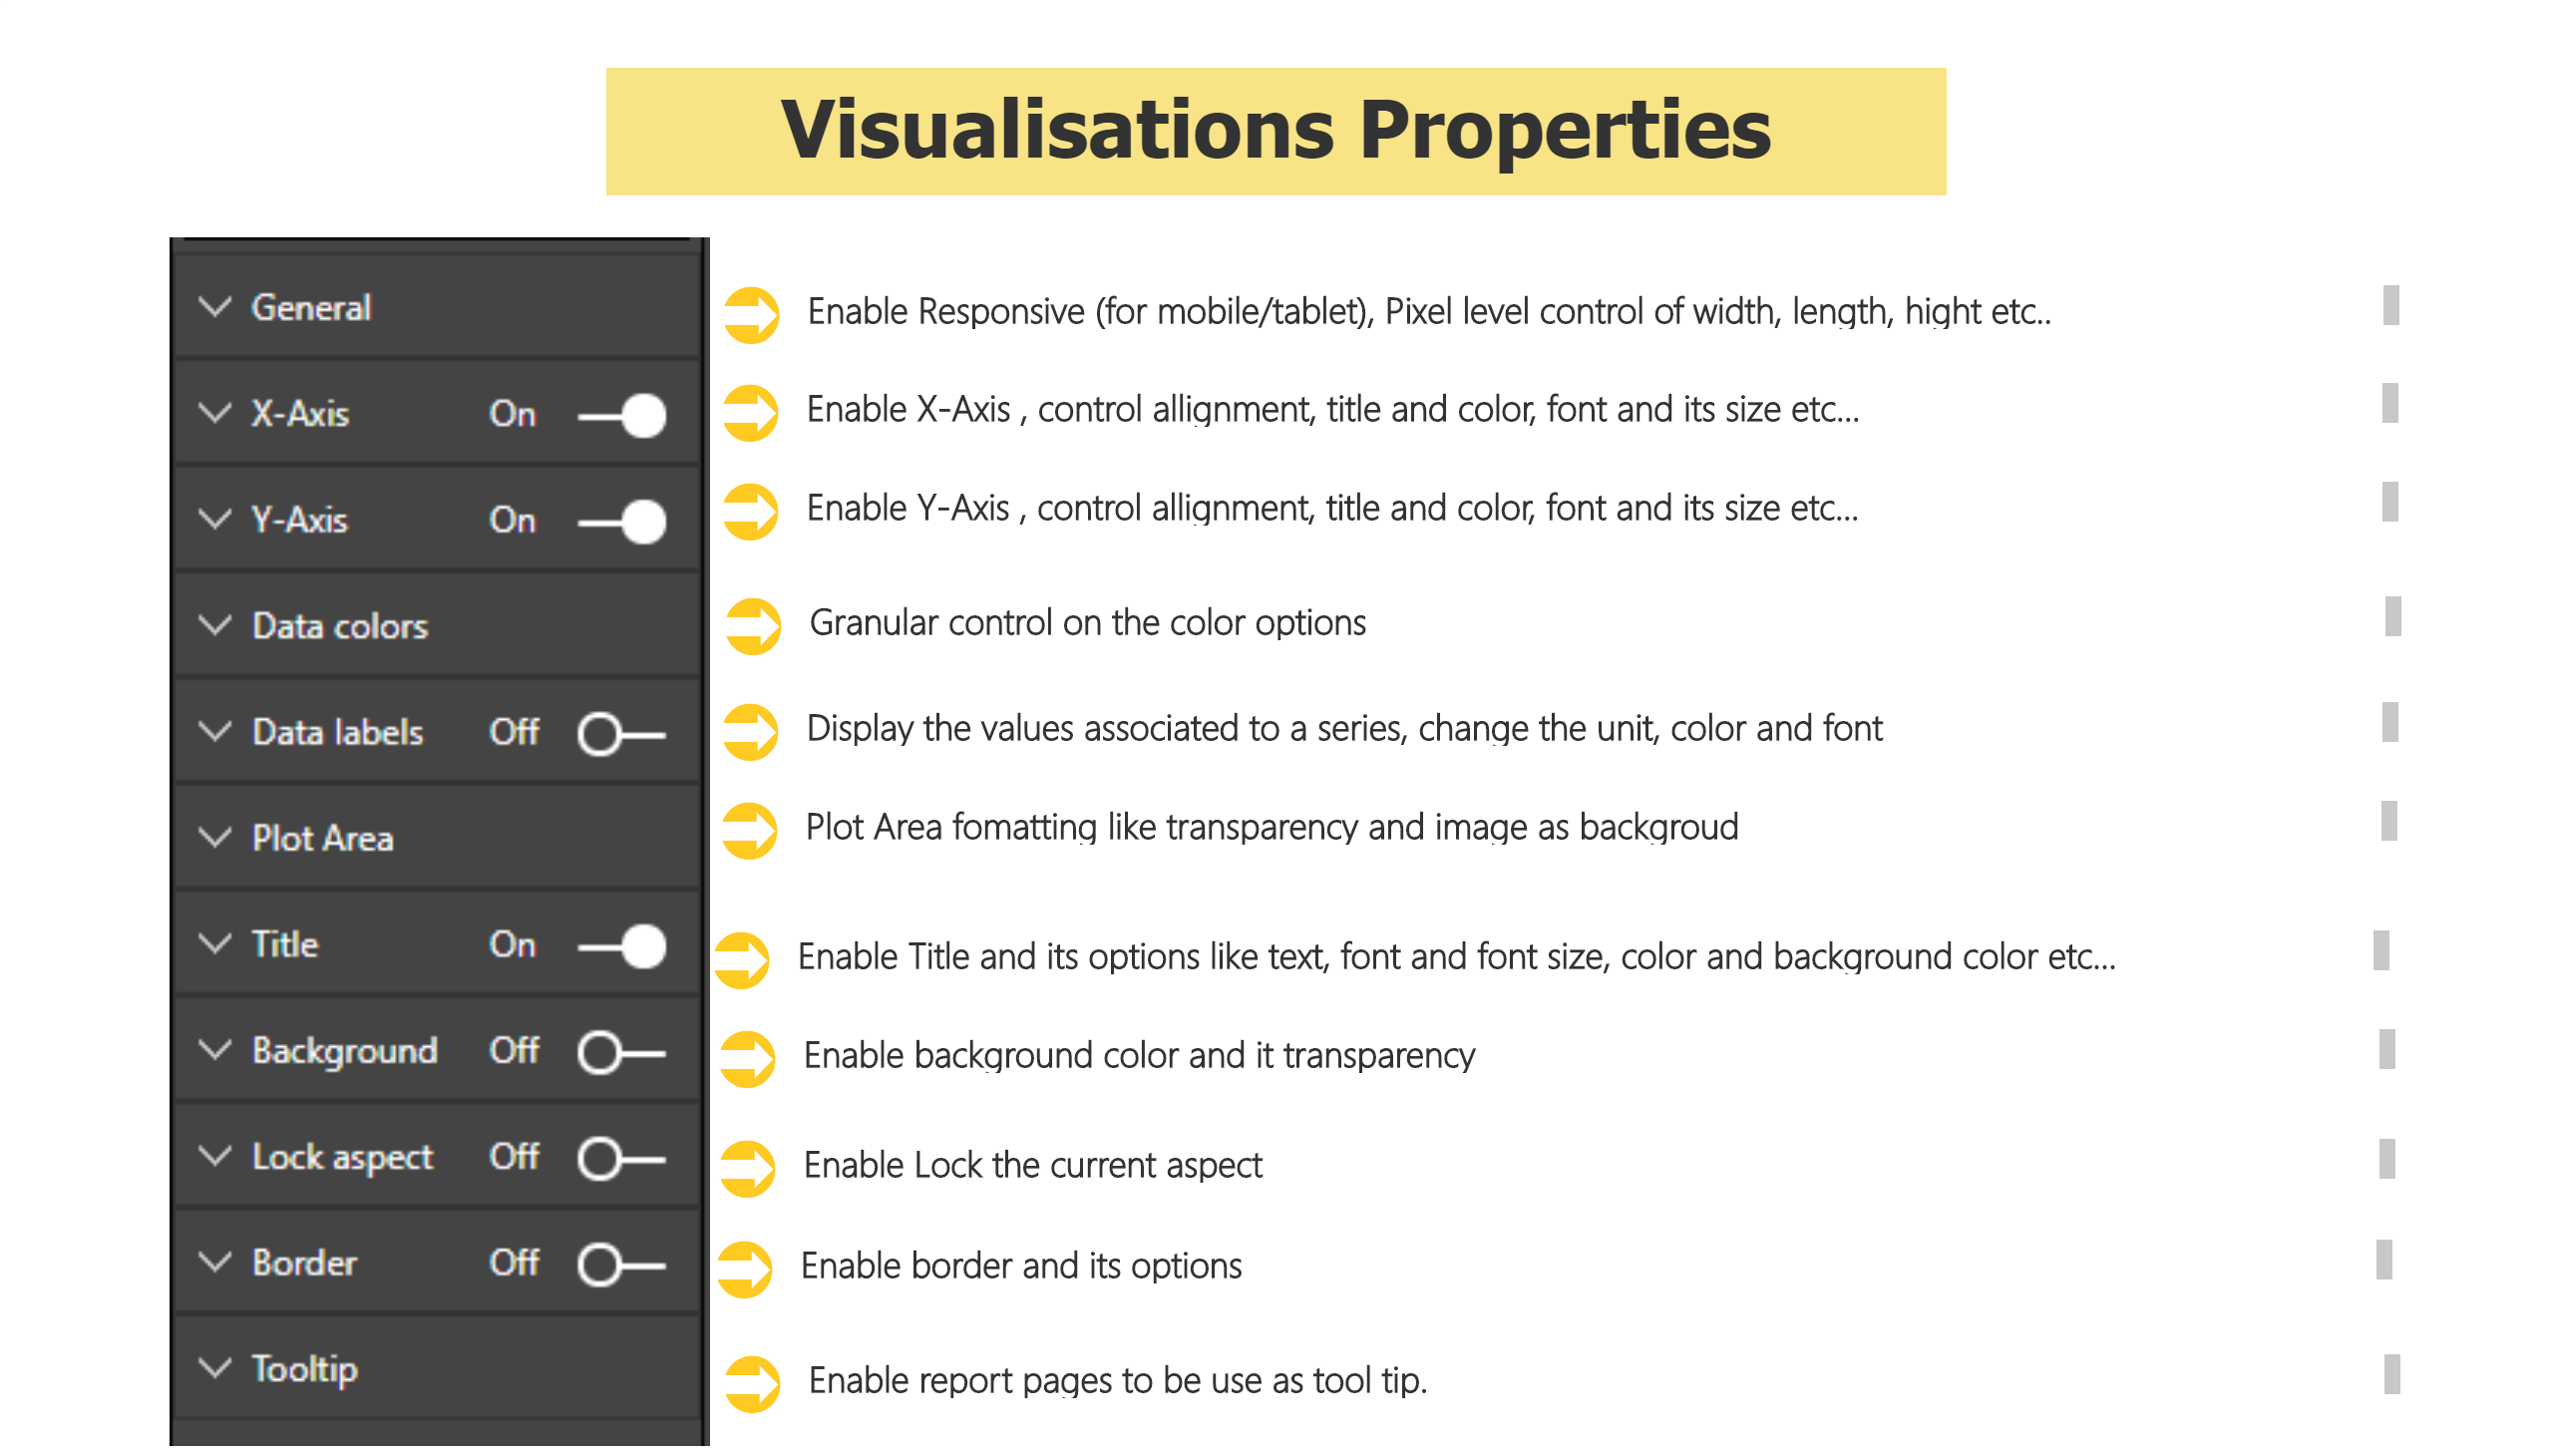 Visualisations Properties
General
Enable Responsive (for mobile/tablet), Pixel level control of width, length, hight etc..
X-Axis On
Enable X-Axis , control allignment, title and color, font and its size etc...
Y-Axis On
Enable Y-Axis , control allignment, title and color, font and its size etc...
Data colors
Granular control on the color options
Data labels Off
Display the values associated to a series, change the unit, color and font
Plot Area
Plot Area fomatting like transparency and image as backgroud
Title On
Enable Title and its options like text, font and font size, color and background color etc...
Background Off
Enable background color and it transparency
Lock aspect Off
Enable Lock the current aspect
Border Off
Enable border and its options
Tooltip
Enable report pages to be use as tool tip.